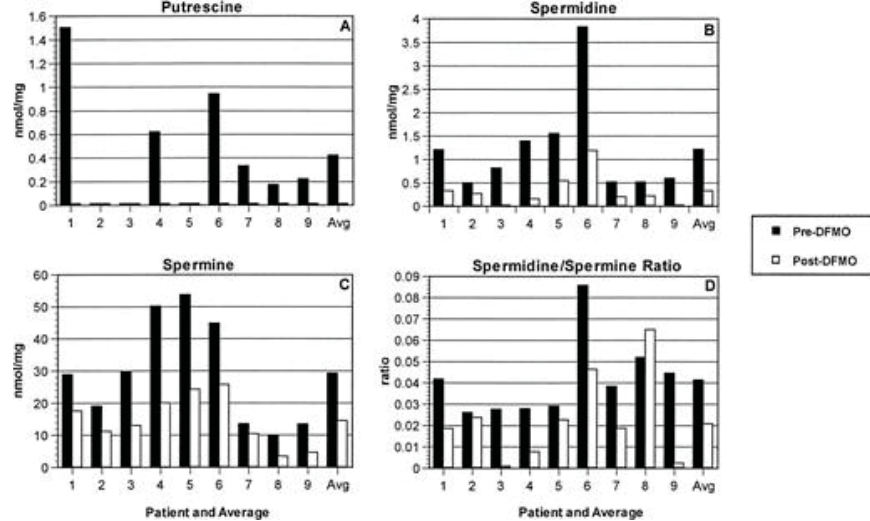 Putrescine
A
1.6
1.4
1.2
1
0.8
0.6
0.4
0.2
0
nmol/mg
1 2 3 4 5 6 7 8 9 Avg
Spermidine
B
4
3.5
3
2.5
2
1.5
1
0.5
0
nmol/mg
1 2 3 4 5 6 7 8 9 Avg
Pre-DFMO
Post-DFMO
Spermine
C
60
50
40
30
20
10
0
nmol/mg
1 2 3 4 5 6 7 8 9 Avg
Patient and Average
Spermidine/Spermine Ratio
D
0.09
0.08
0.07
0.06
0.05
0.04
0.03
0.02
0.01
0
ratio
1 2 3 4 5 6 7 8 9 Avg
Patient and Average